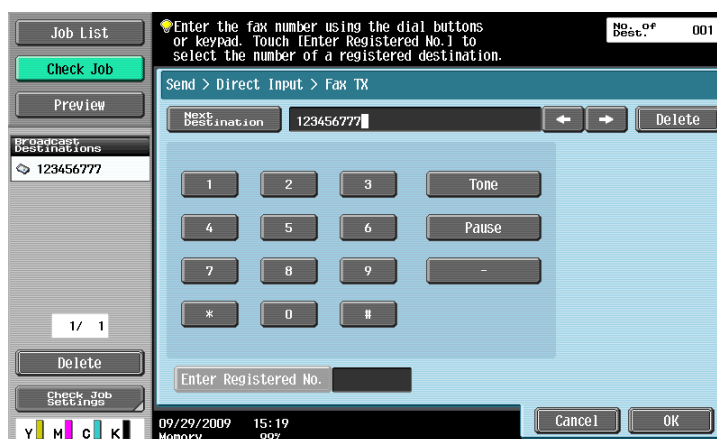 Job List
Check Job
Preview
Broadcast
Destinations
123456777
1/ 1
Delete
Check Job
Settings
Y M C K
Enter the fax number using the dial buttons
or keypad. Touch [Enter Registered No.] to
select the number of a registered destination.
No. of
Dest. 001
Send > Direct Input > Fax TX
Next
Destination 123456777 Delete
1 2 3 Tone
4 5 6 Pause
7 8 9 -
* 0 #
Enter Registered No.
09/29/2009 15:19
Memory 99%
Cancel OK